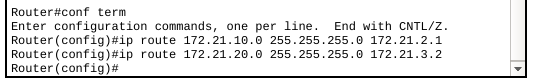 Router#conf term
Enter configuration commands, one per line.  End with CNTL/Z.
Router(config)#ip route 172.21.10.0 255.255.255.0 172.21.2.1
Router(config)#ip route 172.21.20.0 255.255.255.0 172.21.3.2
Router(config)#